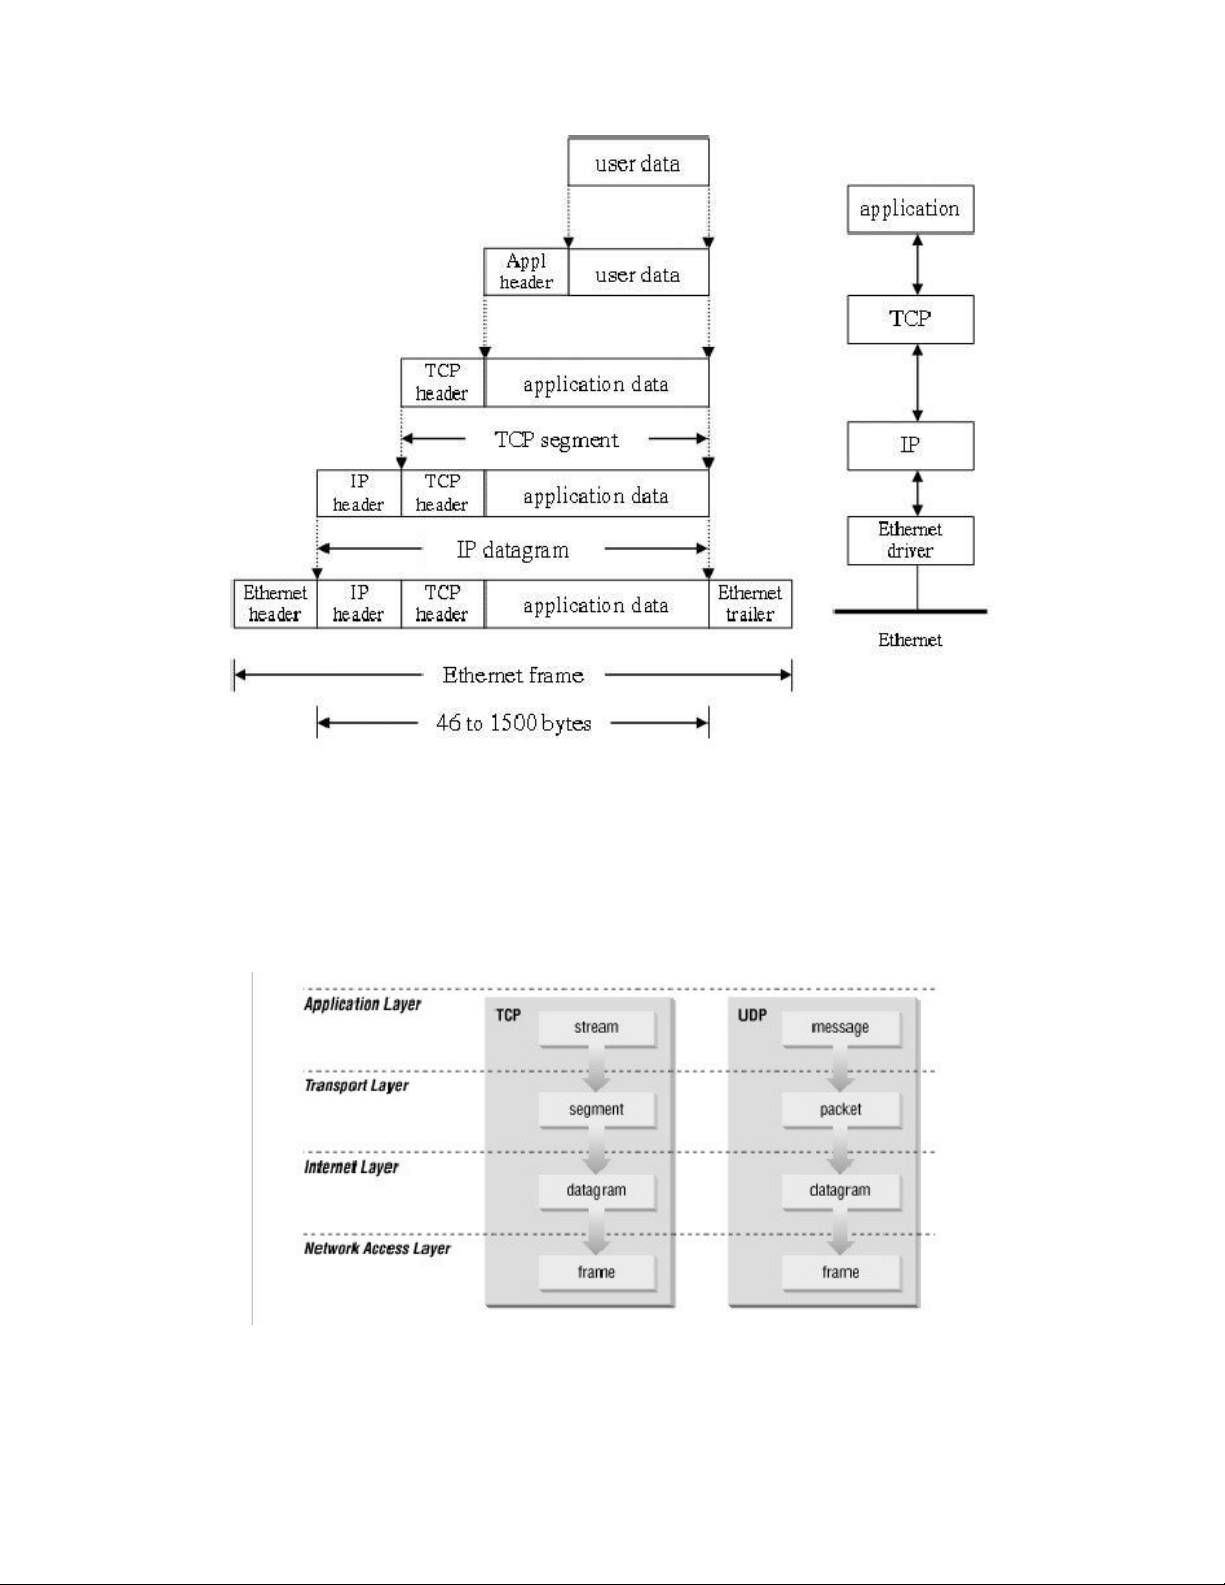 user data
application
Appl header
user data
TCP
TCP header
application data
TCP segment
IP
IP header
TCP header
application data
Ethernet driver
IP datagram
Ethernet header
IP header
TCP header
application data
Ethernet trailer
Ethernet
Ethernet frame
46 to 1500 bytes
Application Layer
TCP
stream
UDP
message
Transport Layer
segment
packet
Internet Layer
datagram
datagram
Network Access Layer
frame
frame